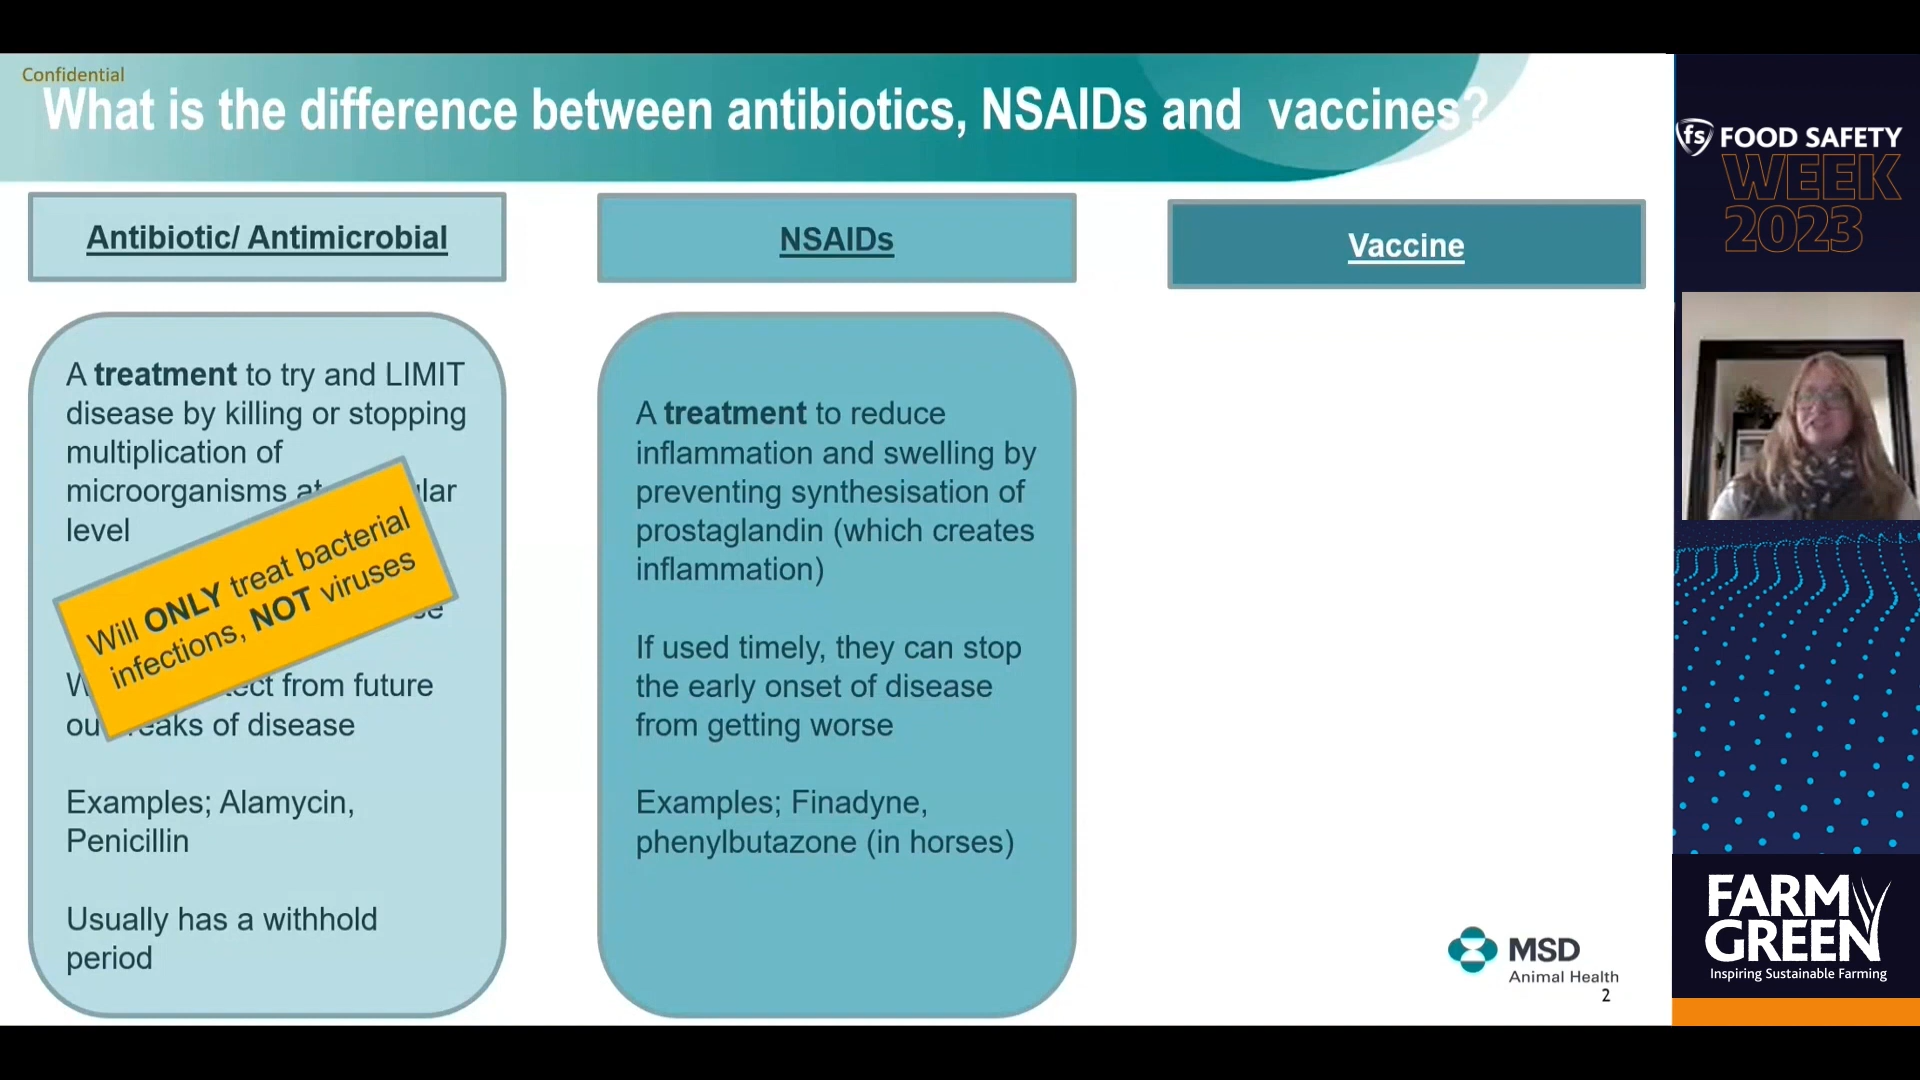 Confidential
What is the difference between antibiotics, NSAIDs and vaccines?
Antibiotic/ Antimicrobial
A treatment to try and LIMIT
disease by killing or stopping
multiplication of
microorganisms at
level
Will ONLY treat bacterial
infections, NOT viruses
from future
of disease
Examples; Alamycin,
Penicillin
Usually has a withhold
period
NSAIDs
A treatment to reduce
inflammation and swelling by
preventing synthesisation of
prostaglandin (which creates
inflammation)
If used timely, they can stop
the early onset of disease
from getting worse
Examples; Finadyne,
phenylbutazone (in horses)
Vaccine
MSD
Animal Health
2
fs FOOD SAFETY
WEEK
2023
FARM
GREEN
Inspiring Sustainable Farming